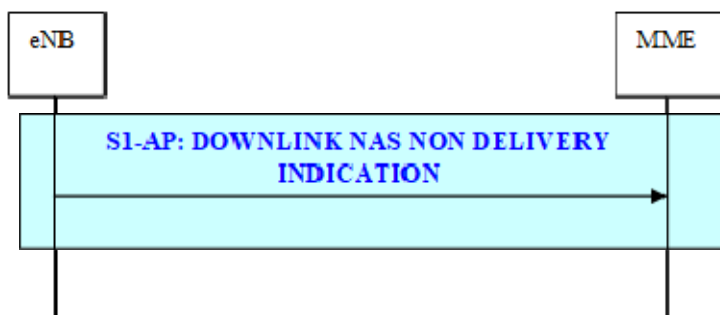 eNB
MME
S1-AP: DOWNLINK NAS NON DELIVERY
INDICATION